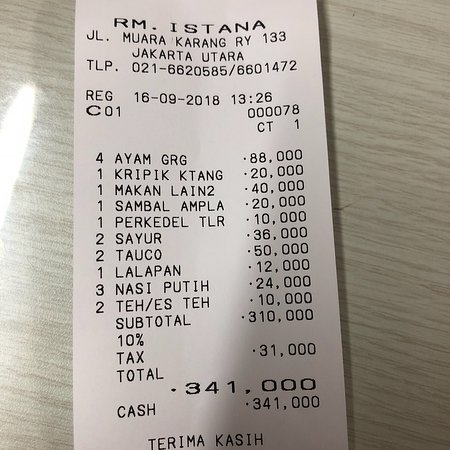 RM. ISTANA
JL. MUARA KARANG RY 133
JAKARTA UTARA
TLP. 021-6620585/6601472
REG 16-09-2018 13:26
C01 000078
CT 1
4 AYAM GRG ·88,000
1 KRIPIK KTANG ·20,000
1 MAKAN LAIN2 ·40,000
1 SAMBAL AMPLA ·20,000
1 PERKEDEL TLR ·10,000
2 SAYUR ·36,000
2 TAUCO ·50,000
1 LALAPAN ·12,000
3 NASI PUTIH ·24,000
2 TEH/ES TEH ·10,000
SUBTOTAL ·310,000
10%
TAX ·31,000
TOTAL
·341,000
CASH ·341,000
TERIMA KASIH